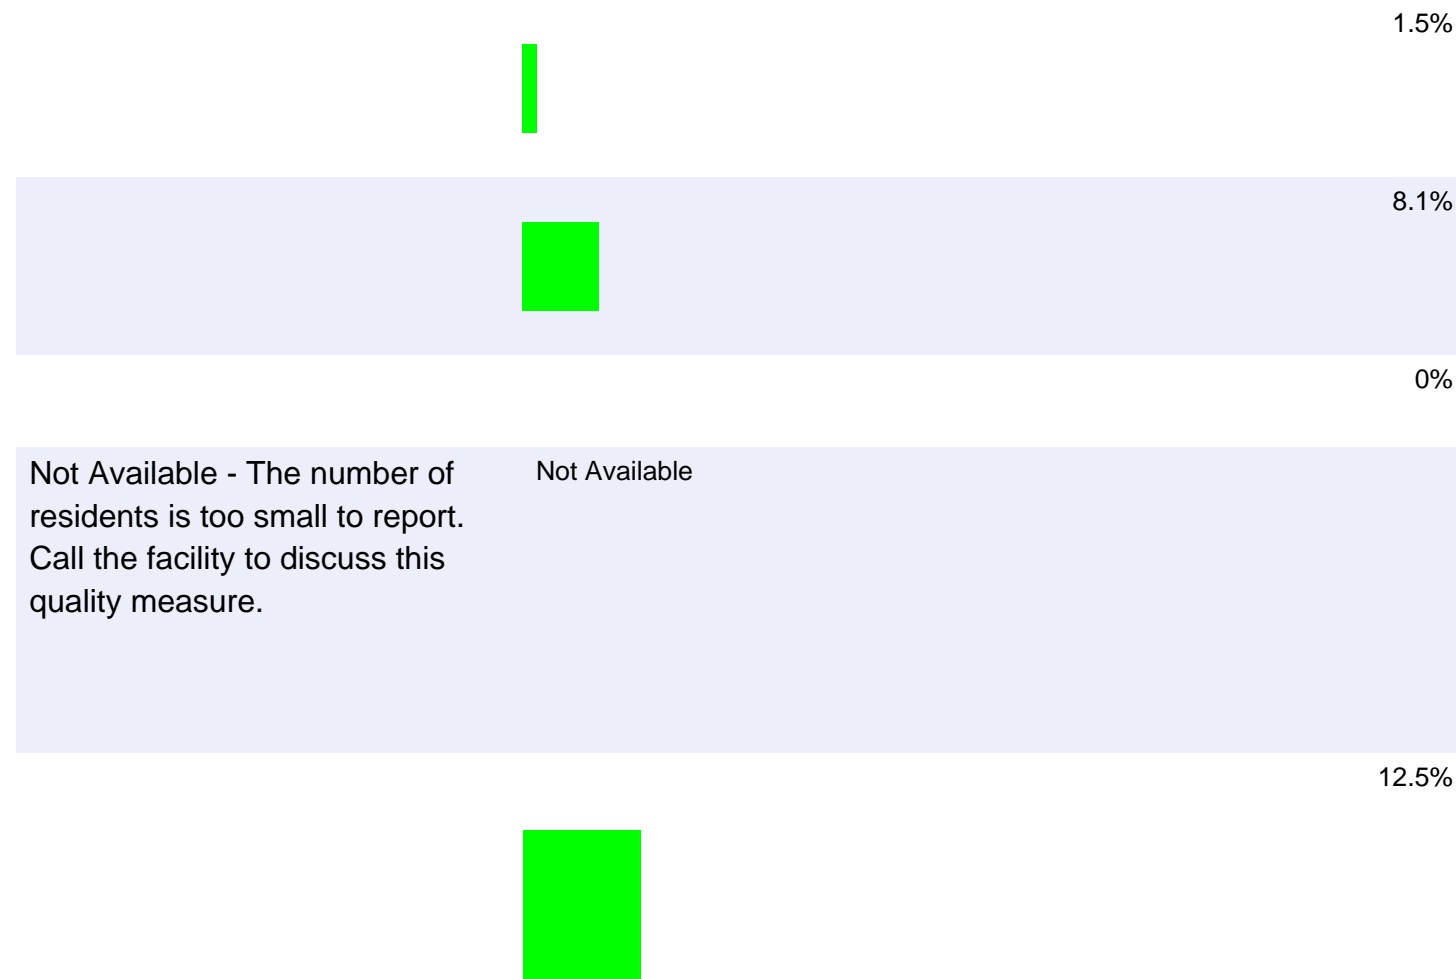 1.5%
8.1%
0%
Not Available - The number of
residents is too small to report.
Call the facility to discuss this
quality measure.
Not Available
12.5%